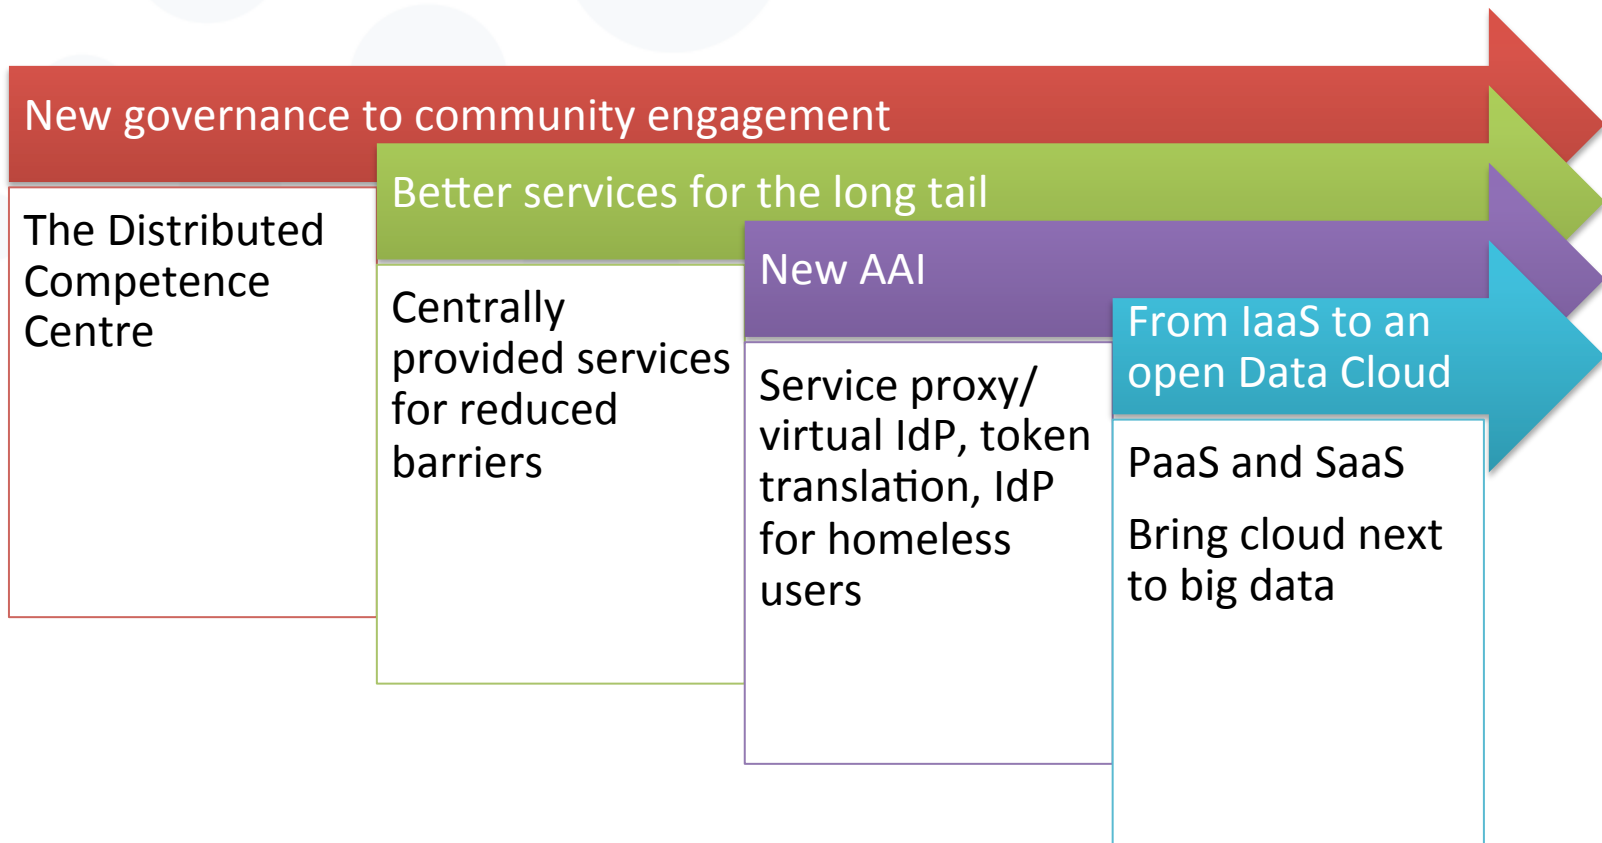 New governance to community engagement
The Distributed
Competence
Centre
Better services for the long tail
Centrally
provided services
for reduced
barriers
New AAI
Service proxy/
virtual IdP, token
translation, IdP
for homeless
users
From IaaS to an
open Data Cloud
PaaS and SaaS
Bring cloud next
to big data